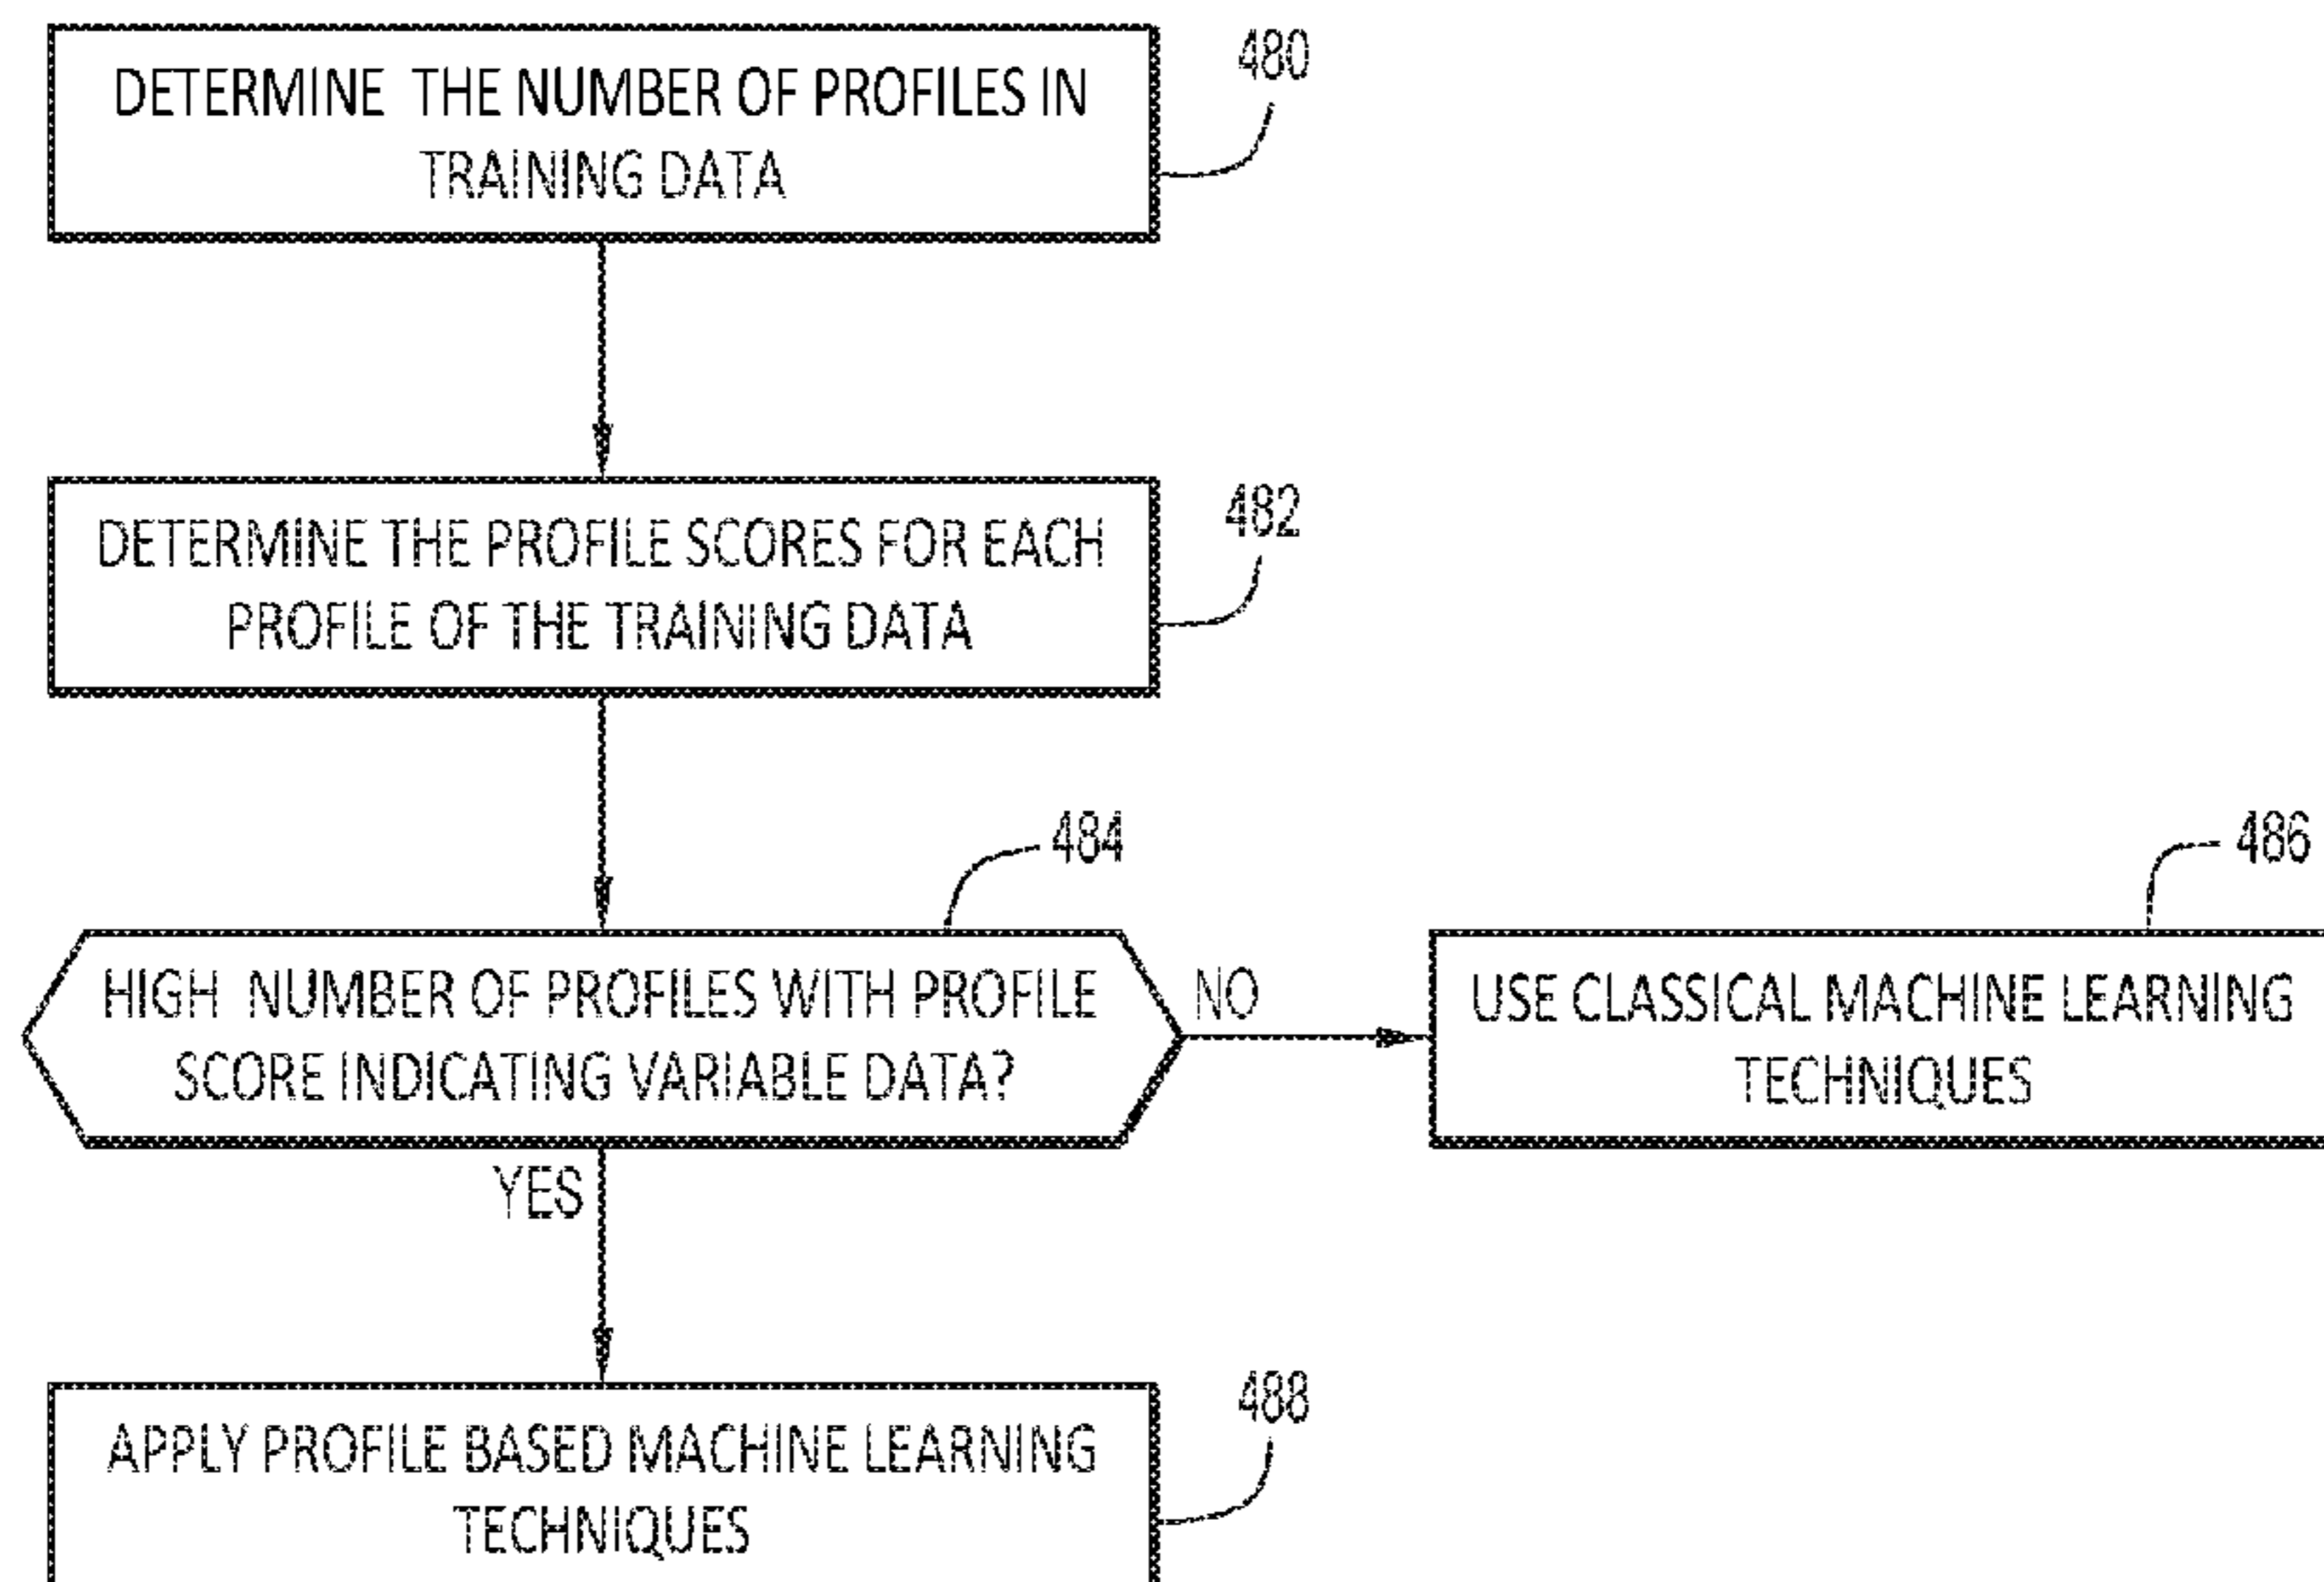 480
DETERMINE THE NUMBER OF PROFILES IN
TRAINING DATA
482
DETERMINE THE PROFILE SCORES FOR EACH
PROFILE OF THE TRAINING DATA
484
486
HIGH NUMBER OF PROFILES WITH PROFILE
SCORE INDICATING VARIABLE DATA?
NO
USE CLASSICAL MACHINE LEARNING
TECHNIQUES
YES
488
APPLY PROFILE BASED MACHINE LEARNING
TECHNIQUES